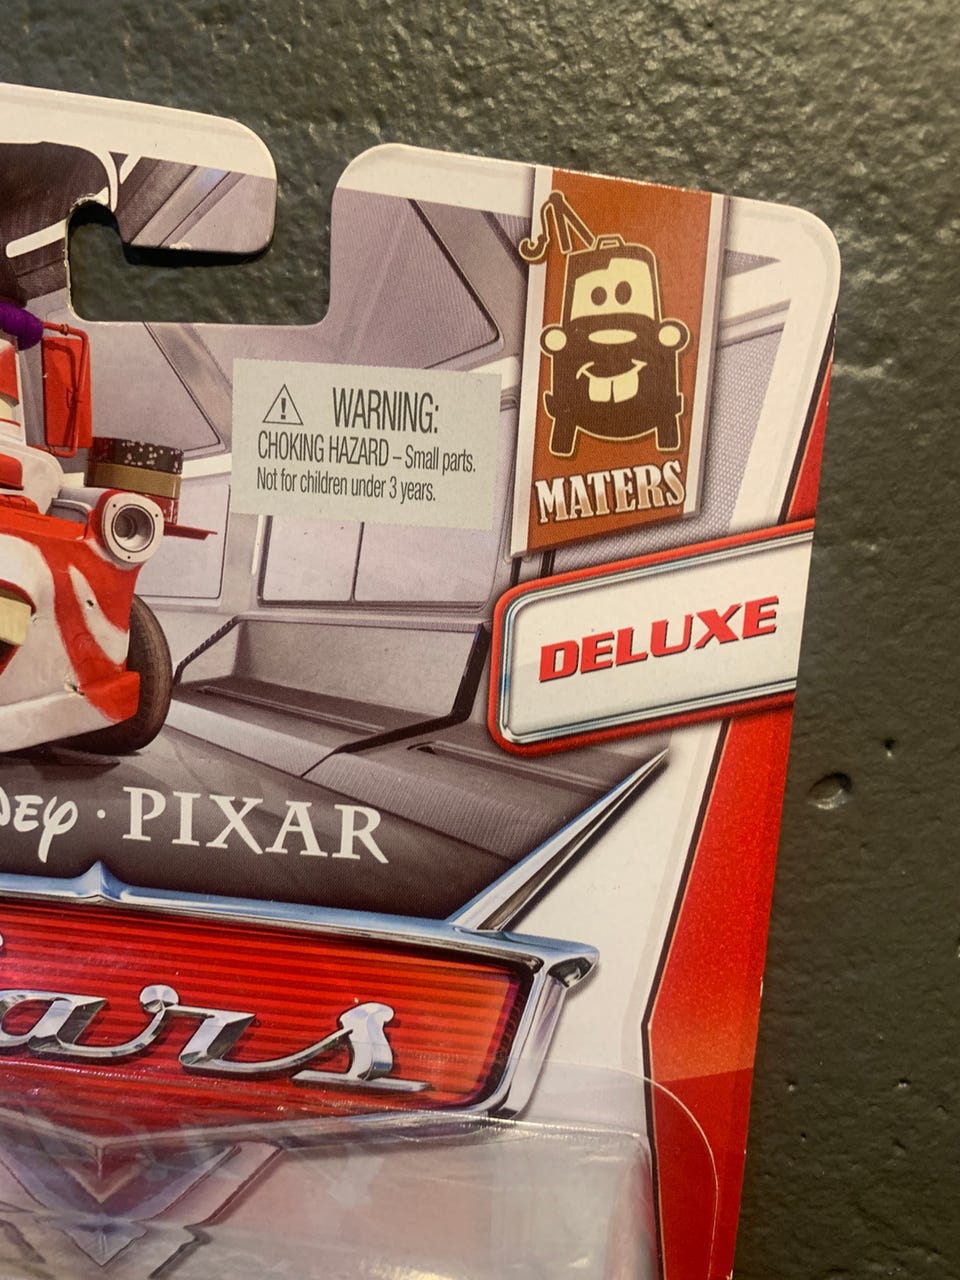 WARNING:
CHOKING HAZARD – Small parts.
Not for children under 3 years.
MATERS
DELUXE
PIXAR